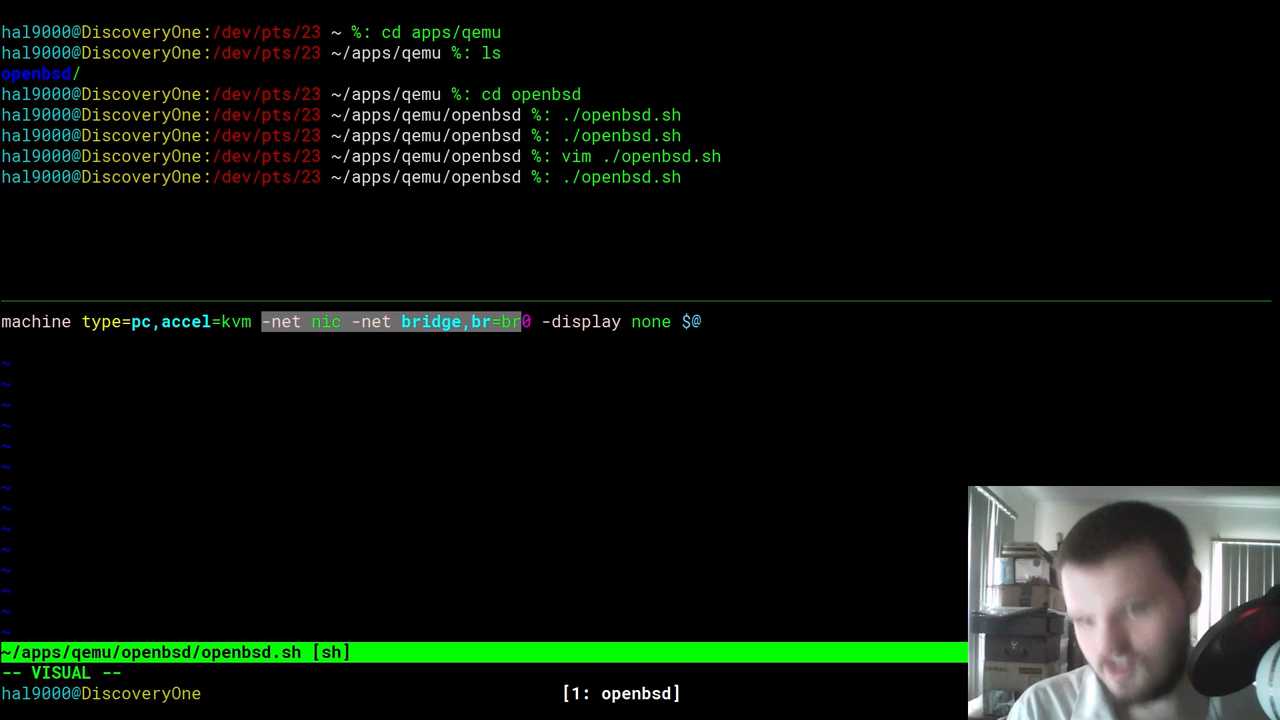 hal9000@DiscoveryOne:/dev/pts/23 ~ %: cd apps/qemu
hal9000@DiscoveryOne:/dev/pts/23 ~/apps/qemu %: ls
openbsd/
hal9000@DiscoveryOne:/dev/pts/23 ~/apps/qemu %: cd openbsd
hal9000@DiscoveryOne:/dev/pts/23 ~/apps/qemu/openbsd %: ./openbsd.sh
hal9000@DiscoveryOne:/dev/pts/23 ~/apps/qemu/openbsd %: ./openbsd.sh
hal9000@DiscoveryOne:/dev/pts/23 ~/apps/qemu/openbsd %: vim ./openbsd.sh
hal9000@DiscoveryOne:/dev/pts/23 ~/apps/qemu/openbsd %: ./openbsd.sh
machine type=pc,accel=kvm -net nic -net bridge,br=br0 -display none $@
~
~
~
~
~
~
~
~
~
~
~
~
~
~
~/apps/qemu/openbsd/openbsd.sh [sh]
-- VISUAL --
hal9000@DiscoveryOne [1: openbsd]